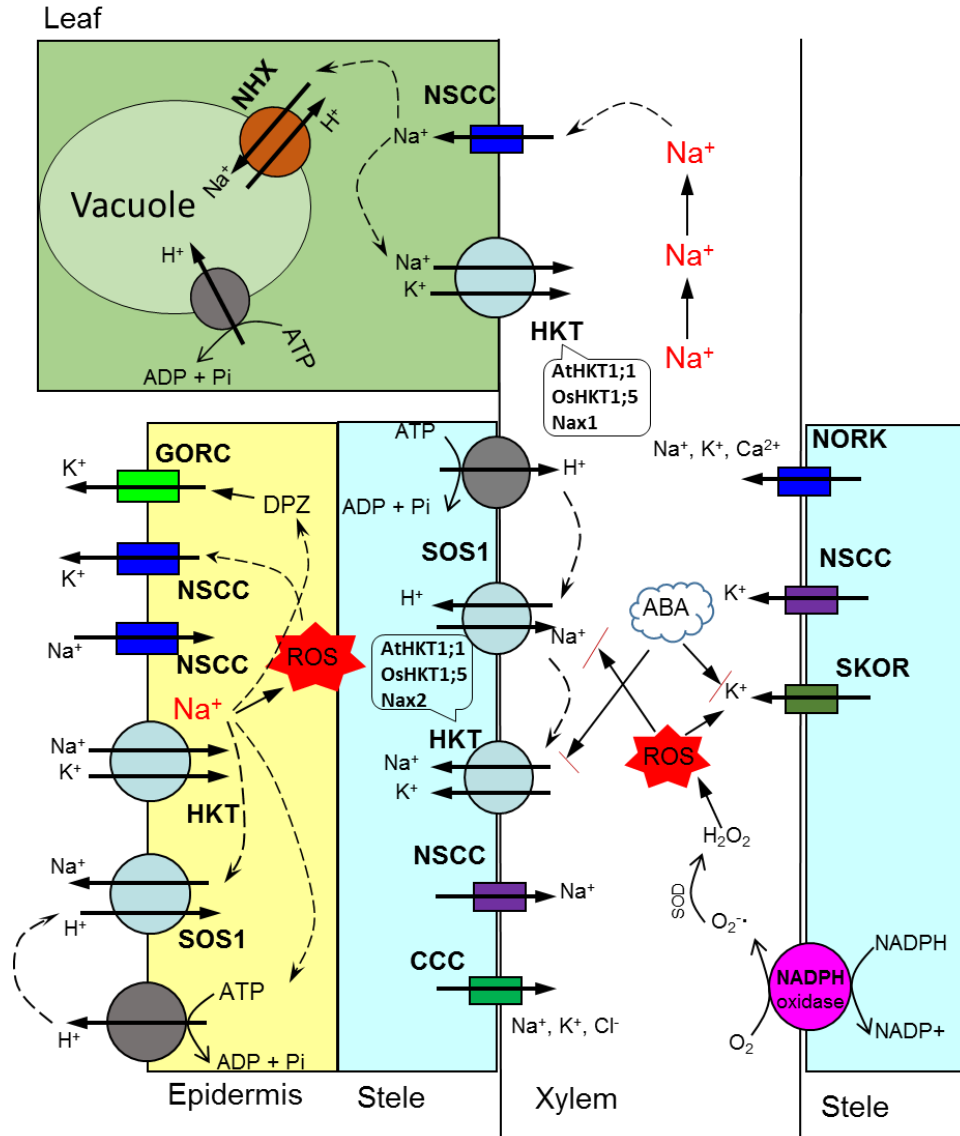 Leaf
NHX
H⁺
Na⁺
Vacuole
H⁺
ATP
ADP + Pi
NSCC
Na⁺
Na⁺
K⁺
HKT
AtHKT1;1
OsHKT1;5
Nax1
Na⁺
Na⁺
Na⁺
GORC
K⁺
DPZ
K⁺
NSCC
Na⁺
NSCC
ROS
Na⁺
Na⁺
K⁺
HKT
Na⁺
H⁺
SOS1
ATP
H⁺
ADP + Pi
Epidermis
ATP
H⁺
ADP + Pi
SOS1
H⁺
Na⁺
AtHKT1;1
OsHKT1;5
Nax2
HKT
Na⁺
K⁺
NSCC
Na⁺
CCC
Na⁺, K⁺, Cl⁻
Stele
Xylem
NORK
Na⁺, K⁺, Ca²⁺
NSCC
K⁺
ABA
SKOR
K⁺
ROS
H₂O₂
SOD
O₂⁻·
NADPH
NADPH
oxidase
O₂
NADP+
Stele